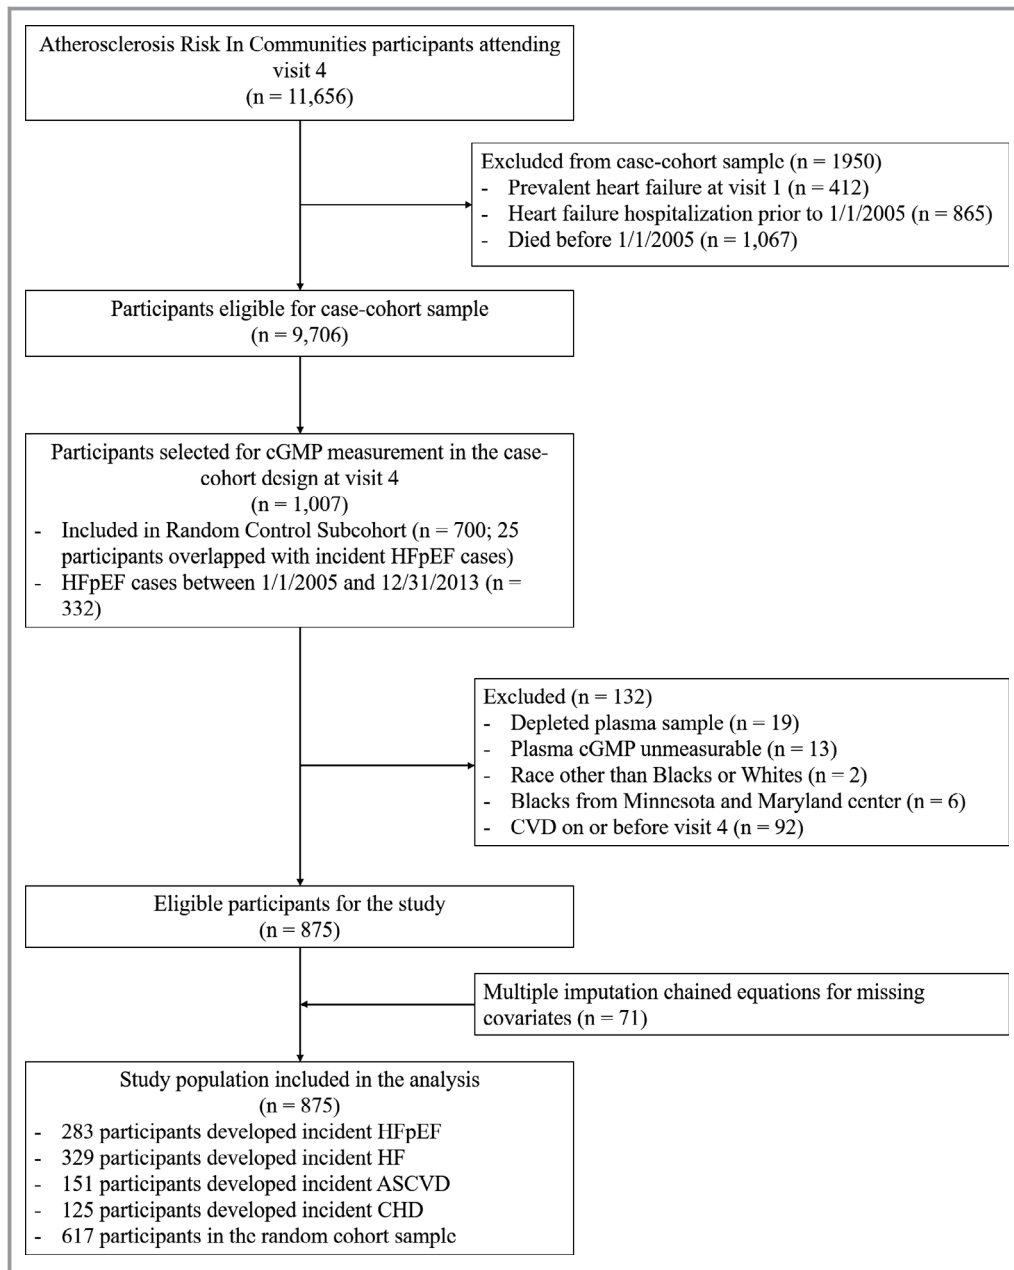 Atherosclerosis Risk In Communities participants attending
visit 4
(n = 11,656)
Excluded from case-cohort sample (n = 1950)
- Prevalent heart failure at visit 1 (n = 412)
- Heart failure hospitalization prior to 1/1/2005 (n = 865)
- Died before 1/1/2005 (n = 1,067)
Participants eligible for case-cohort sample
(n = 9,706)
Participants selected for cGMP measurement in the case-
cohort design at visit 4
(n = 1,007)
- Included in Random Control Subcohort (n = 700; 25
participants overlapped with incident HFpEF cases)
- HFpEF cases between 1/1/2005 and 12/31/2013 (n =
332)
Excluded (n = 132)
- Depleted plasma sample (n = 19)
- Plasma cGMP unmeasurable (n = 13)
- Race other than Blacks or Whites (n = 2)
- Blacks from Minnesota and Maryland center (n = 6)
- CVD on or before visit 4 (n = 92)
Eligible participants for the study
(n = 875)
Multiple imputation chained equations for missing
covariates (n = 71)
Study population included in the analysis
(n = 875)
- 283 participants developed incident HFpEF
- 329 participants developed incident HF
- 151 participants developed incident ASCVD
- 125 participants developed incident CHD
- 617 participants in the random cohort sample